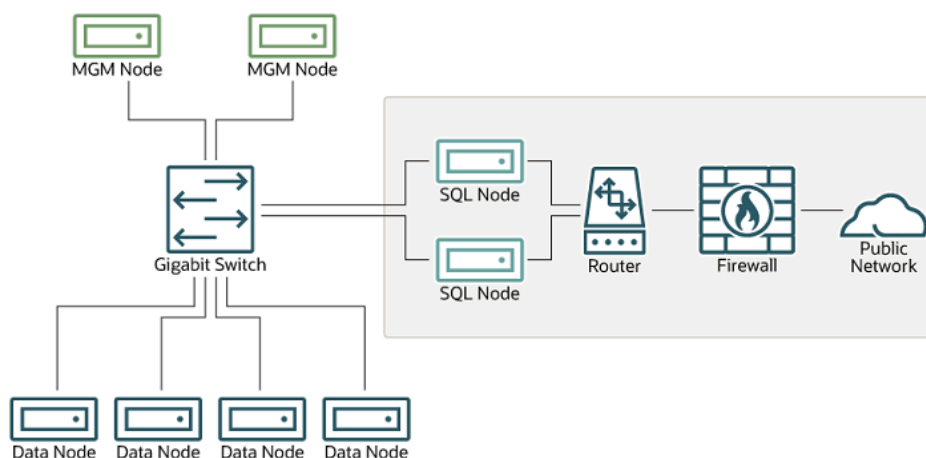 MGM Node
MGM Node
SQL Node
Gigabit Switch
SQL Node
Router
Firewall
Public
Network
Data Node
Data Node
Data Node
Data Node